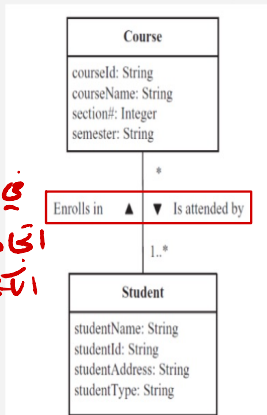 Course
courseId: String
courseName: String
section#: Integer
semester: String
*
Enrolls in ▲ ▼ Is attended by
1..*
Student
studentName: String
studentId: String
studentAddress: String
studentType: String